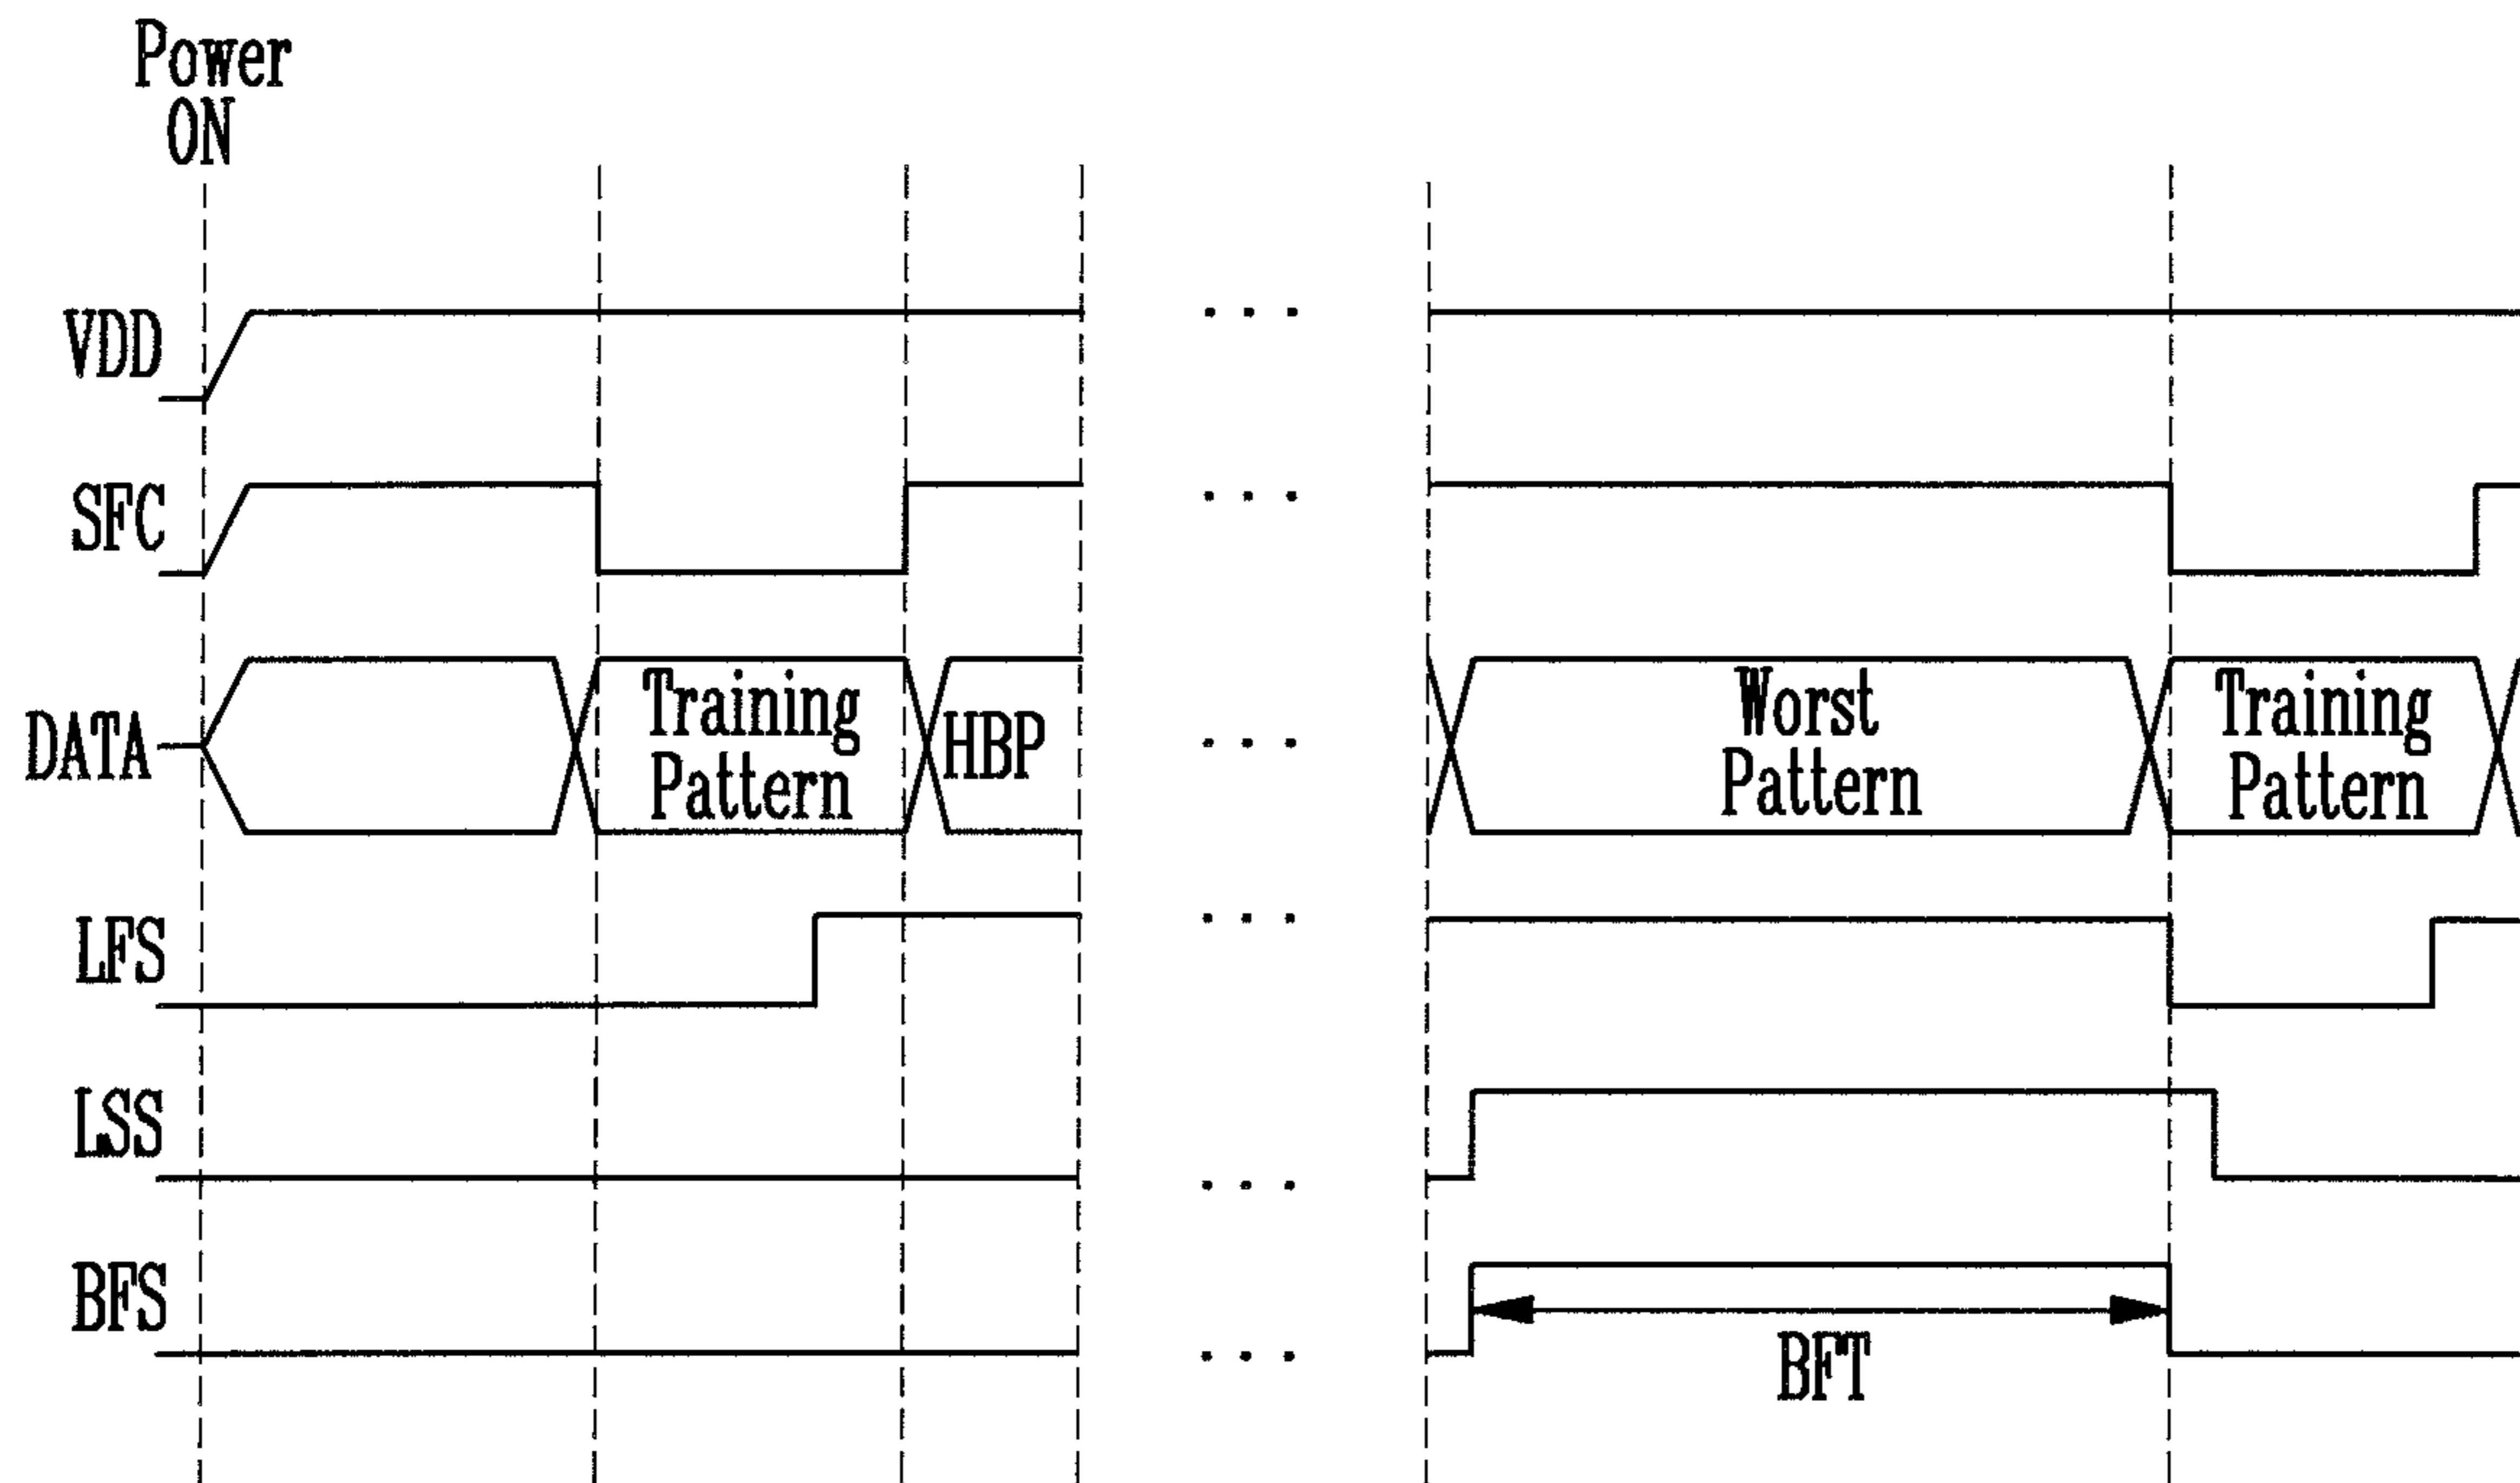 Power
ON
VDD
SFC
DATA
Training
Pattern
HBP
Worst
Pattern
Training
Pattern
LFS
LSS
BFS
BFT